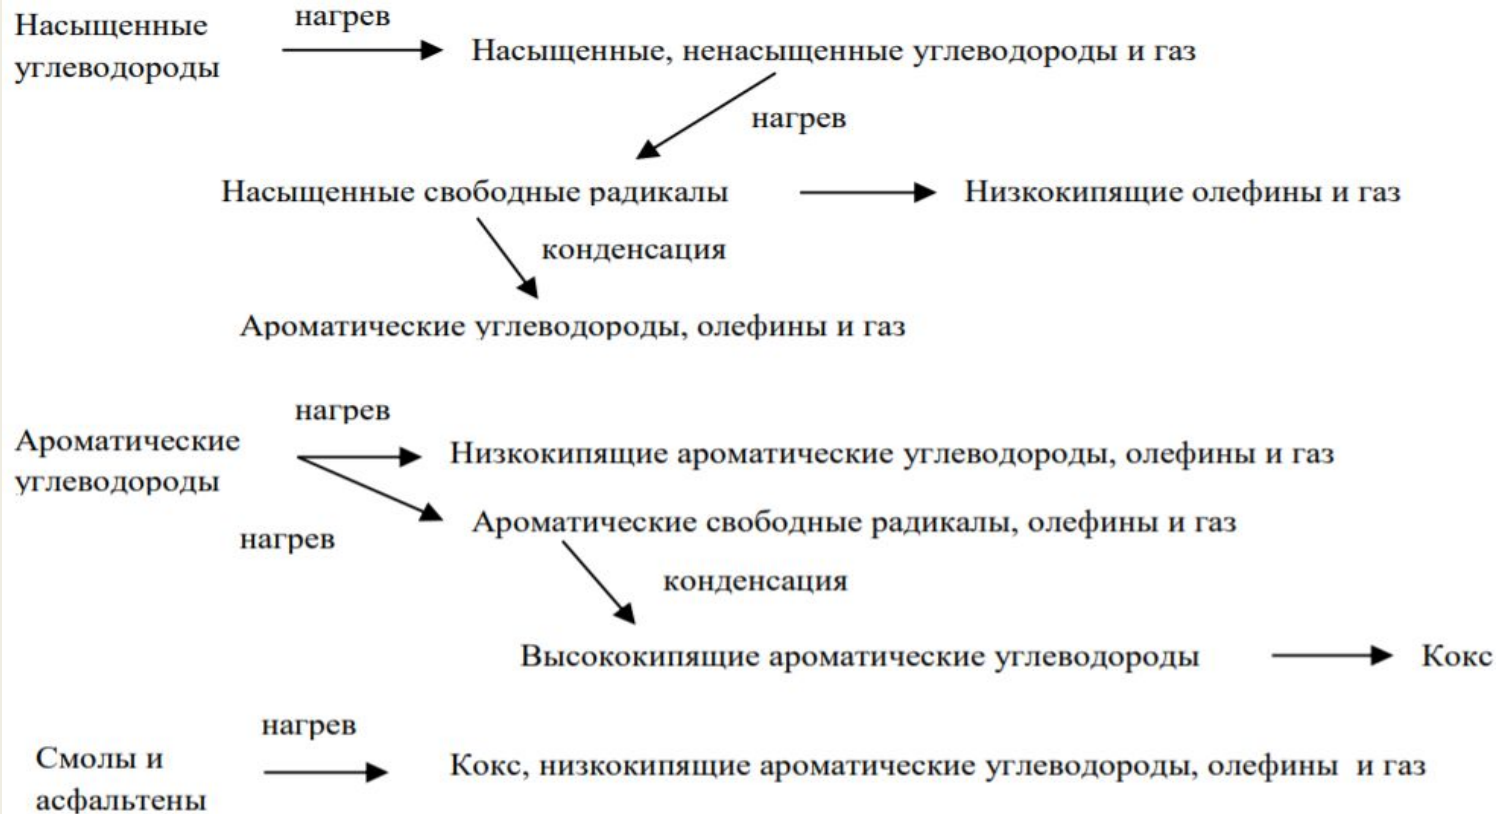 нагрев
Насыщенные
углеводороды
Насыщенные, ненасыщенные углеводороды и газ
нагрев
Насыщенные свободные радикалы
Низкокипящие олефины и газ
конденсация
Ароматические углеводороды, олефины и газ
нагрев
Ароматические
углеводороды
Низкокипящие ароматические углеводороды, олефины и газ
Ароматические свободные радикалы, олефины и газ
нагрев
конденсация
Высококипящие ароматические углеводороды
Кокс
нагрев
Смолы и
асфальтены
Кокс, низкокипящие ароматические углеводороды, олефины и газ